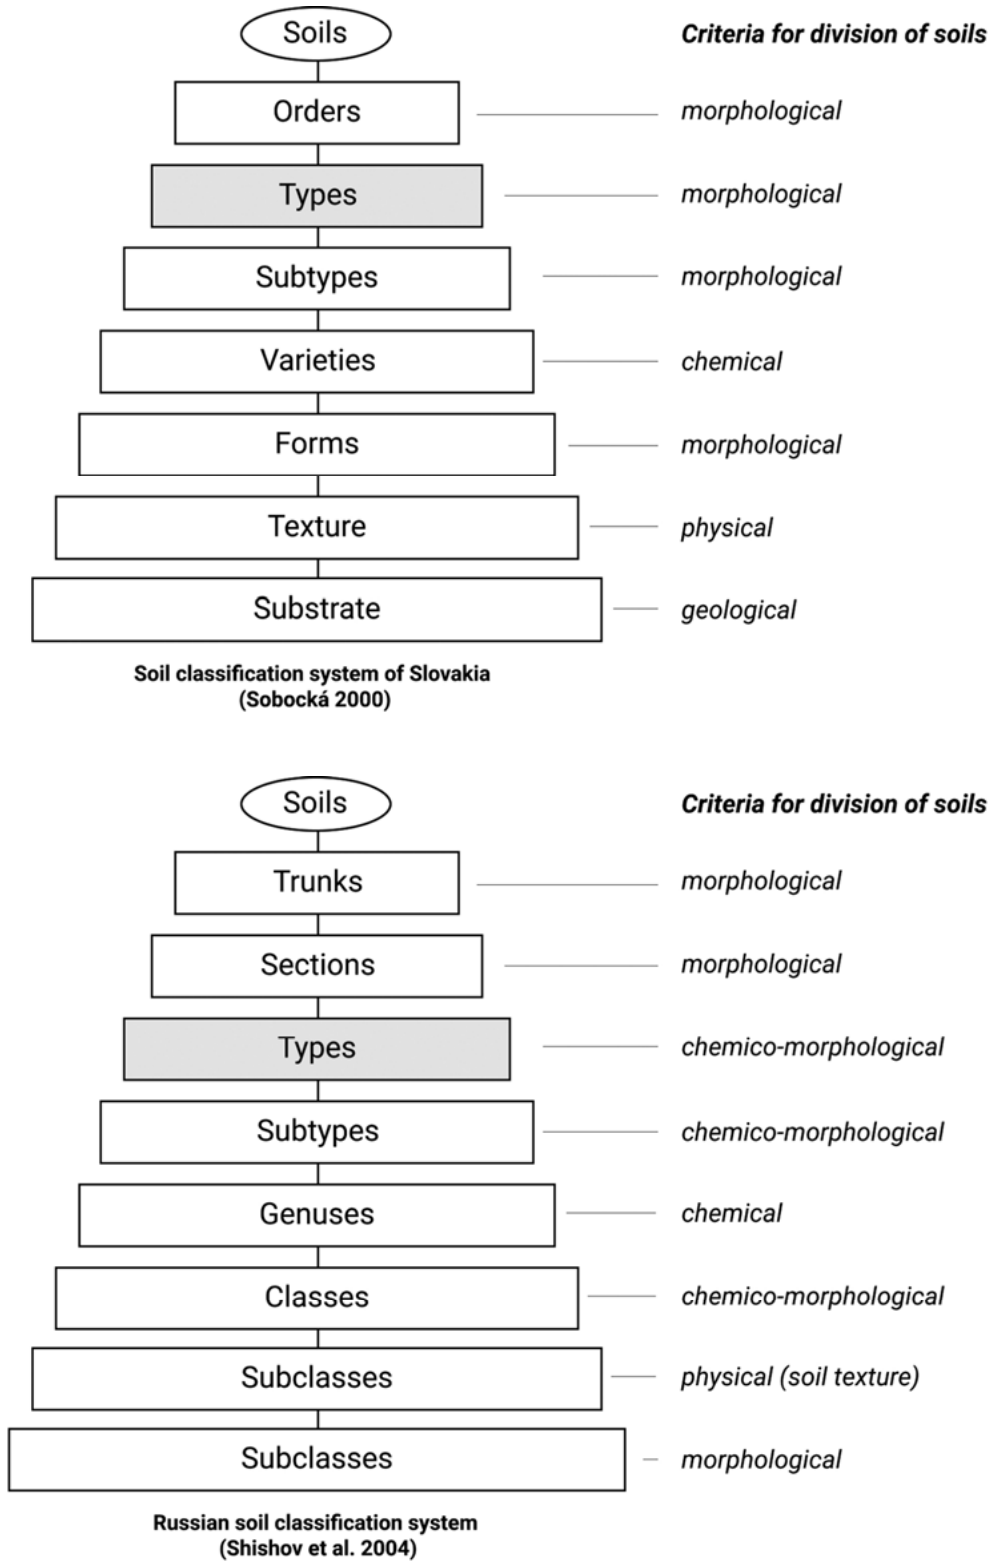 Soils
Criteria for division of soils
Orders
morphological
Types
morphological
Subtypes
morphological
Varieties
chemical
Forms
morphological
Texture
physical
Substrate
geological
Soil classification system of Slovakia
(Sobocká 2000)
Soils
Criteria for division of soils
Trunks
morphological
Sections
morphological
Types
chemico-morphological
Subtypes
chemico-morphological
Genuses
chemical
Classes
chemico-morphological
Subclasses
physical (soil texture)
Subclasses
morphological
Russian soil classification system
(Shishov et al. 2004)